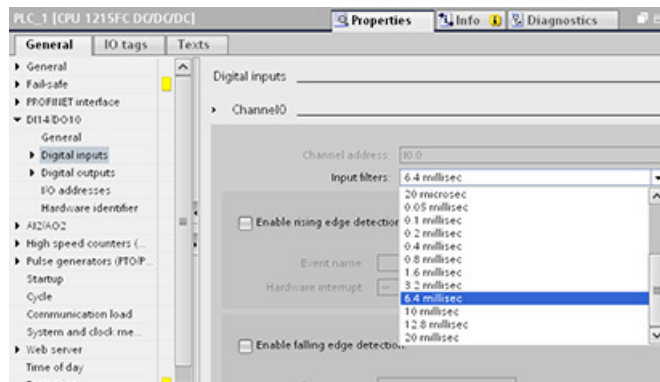 PLC_1 [CPU 1215FC DC/DC/DC]
Properties
Info
Diagnostics
General
IO tags
Texts
General
Fail-safe
PROFINET interface
DI14/DO10
General
Digital inputs
Digital outputs
I/O addresses
Hardware identifier
AI2/AO2
High speed counters (...
Pulse generators (PTO/P...
Startup
Cycle
Communication load
System and clock me...
Web server
Time of day
Digital inputs
Channel0
Channel address: I0.0
Input filters: 6.4 millisec
20 microsec
0.05 millisec
0.1 millisec
0.2 millisec
0.4 millisec
0.8 millisec
1.6 millisec
3.2 millisec
6.4 millisec
10 millisec
12.8 millisec
20 millisec
Enable rising edge detection
Event name:
Hardware interrupt:
Enable falling edge detection